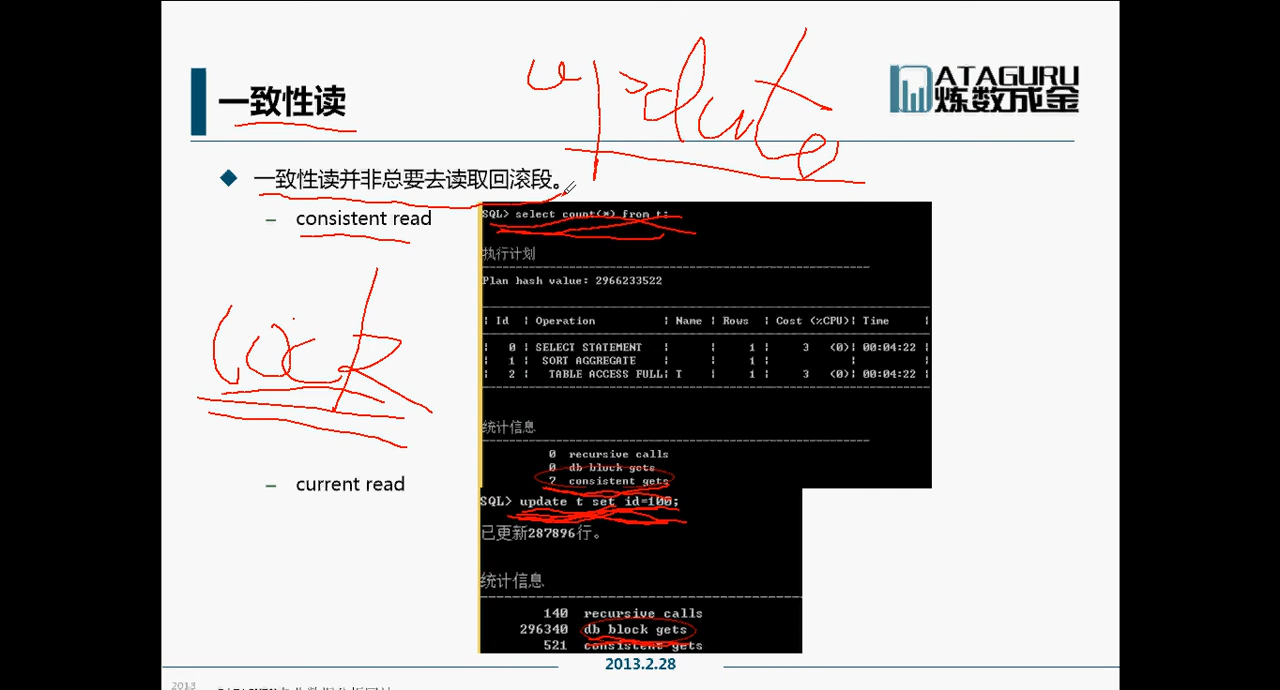 update
ATAGURU
炼数成金
一致性读
一致性读并非总要去读取回滚段。
– consistent read
SQL> select count(*) from t;
执行计划
Plan hash value: 2966233522
| Id | Operation | Name | Rows | Cost (%CPU)| Time |
| 0 | SELECT STATEMENT | | 1 | 3 (0)| 00:04:22 |
| 1 | SORT AGGREGATE | | 1 | | |
| 2 | TABLE ACCESS FULL| T | 1 | 3 (0)| 00:04:22 |
lock
统计信息
0 recursive calls
0 db block gets
7 consistent gets
– current read
SQL> update t set id=100;
已更新287896行。
统计信息
140 recursive calls
296340 db block gets
521 consistent gets
2013.2.28
2013